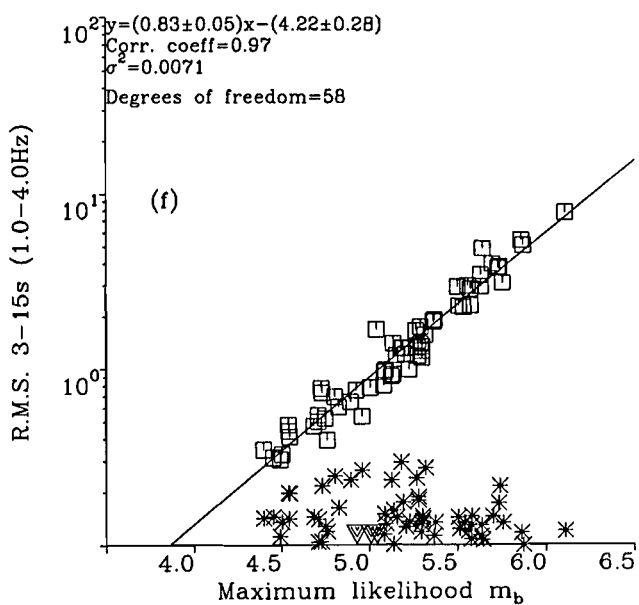 10²
y=(0.83±0.05)x−(4.22±0.28)
Corr. coeff=0.97
σ²=0.0071
Degrees of freedom=58
(f)
10¹
10⁰
R.M.S. 3−15s (1.0−4.0Hz)
4.0 4.5 5.0 5.5 6.0 6.5
Maximum likelihood m_b